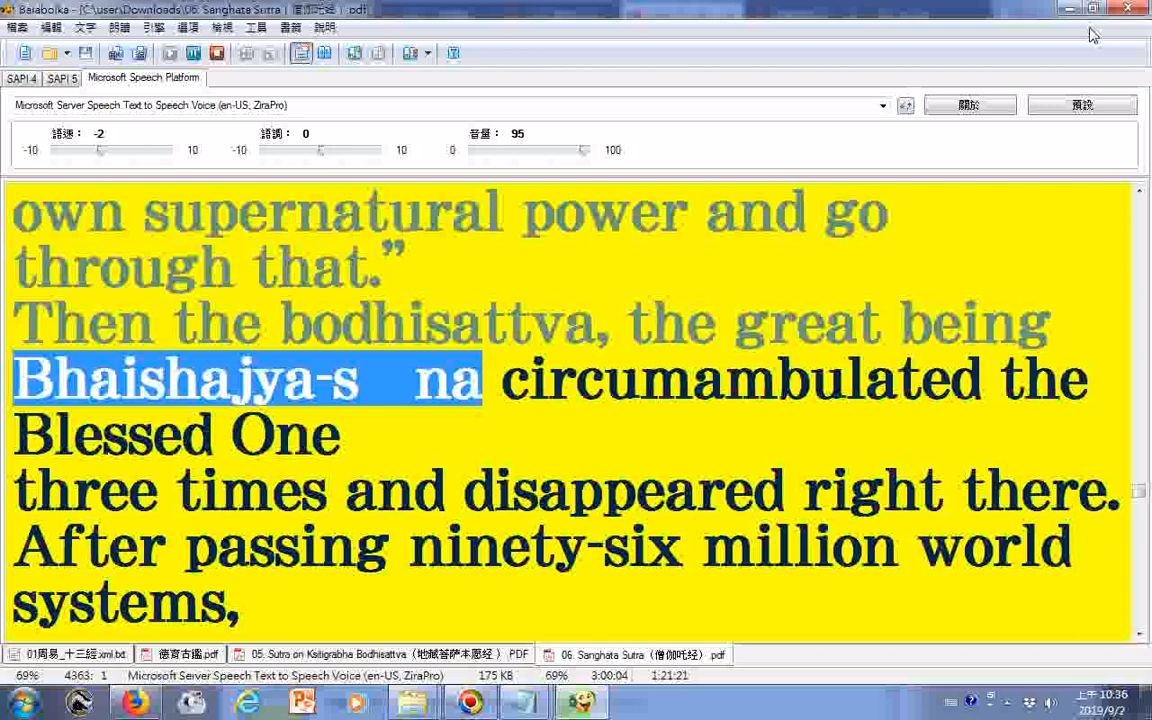 Balabolka - [C:\user\Downloads\06. Sanghata Sutra (僧伽吒经).pdf]
檔案 編輯 文字 朗讀 引擎 選項 檢視 工具 書籤 說明
SAPI 4 SAPI 5 Microsoft Speech Platform
Microsoft Server Speech Text to Speech Voice (en-US, ZiraPro) 關於 預設
語速： -2 語調： 0 音量： 95
-10 10 -10 10 0 100
own supernatural power and go
through that.”
Then the bodhisattva, the great being
Bhaishajya-s na circumambulated the
Blessed One
three times and disappeared right there.
After passing ninety-six million world
systems,
01周易_十三經.xml.txt 德育古鑑.pdf 05. Sutra on Ksitigrabha Bodhisattva（地藏菩萨本愿经）.PDF 06. Sanghata Sutra（僧伽吒经）.pdf
69% 4363: 1 Microsoft Server Speech Text to Speech Voice (en-US, ZiraPro) 175 KB 69% 3:00:04 1:21:21
上午 10:36
2019/9/2